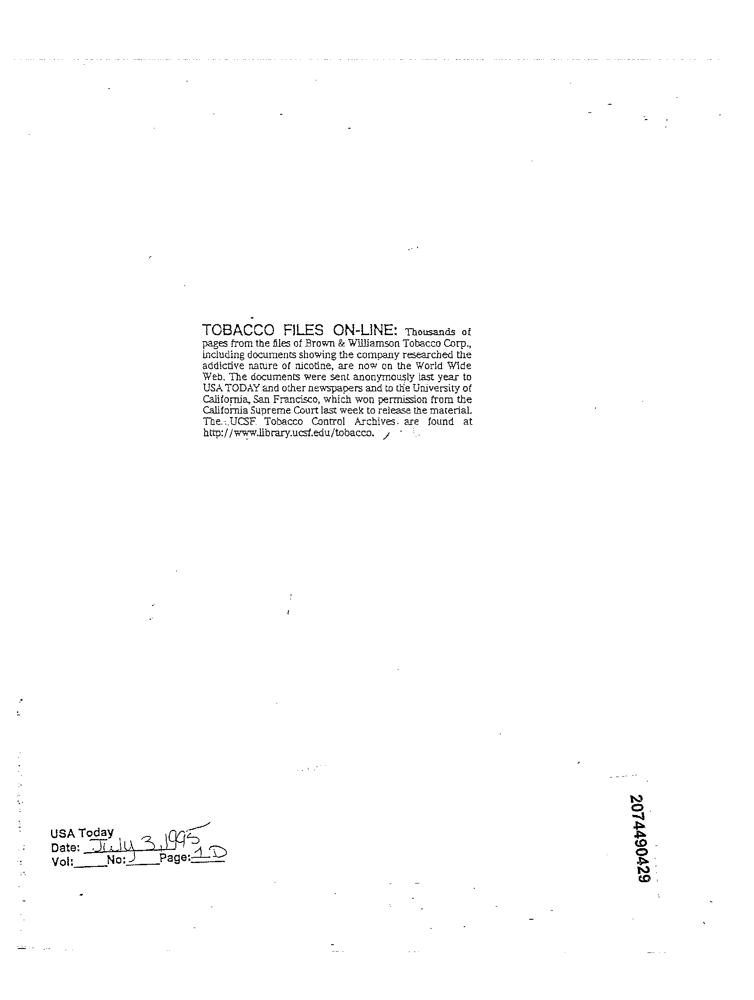 TOBACCO FILES ON-LINE: Thousands of
pages from the files of Brown & Williamson Tobacco Corp.,
including documents showing the company researched the
addictive nature of nicotine, are now on the World Wide
Web. The documents were sent anonymously last year to
USA TODAY and other newspapers and to the University of
California, San Francisco, which won permission from the
California Supreme Court last week to release the material.
The UCSF Tobacco Control Archives are found at
http://www.library.ucsf.edu/tobacco.
USA Today
Date: July 3, 1995
Vol: No: Page: 1D
2074490429